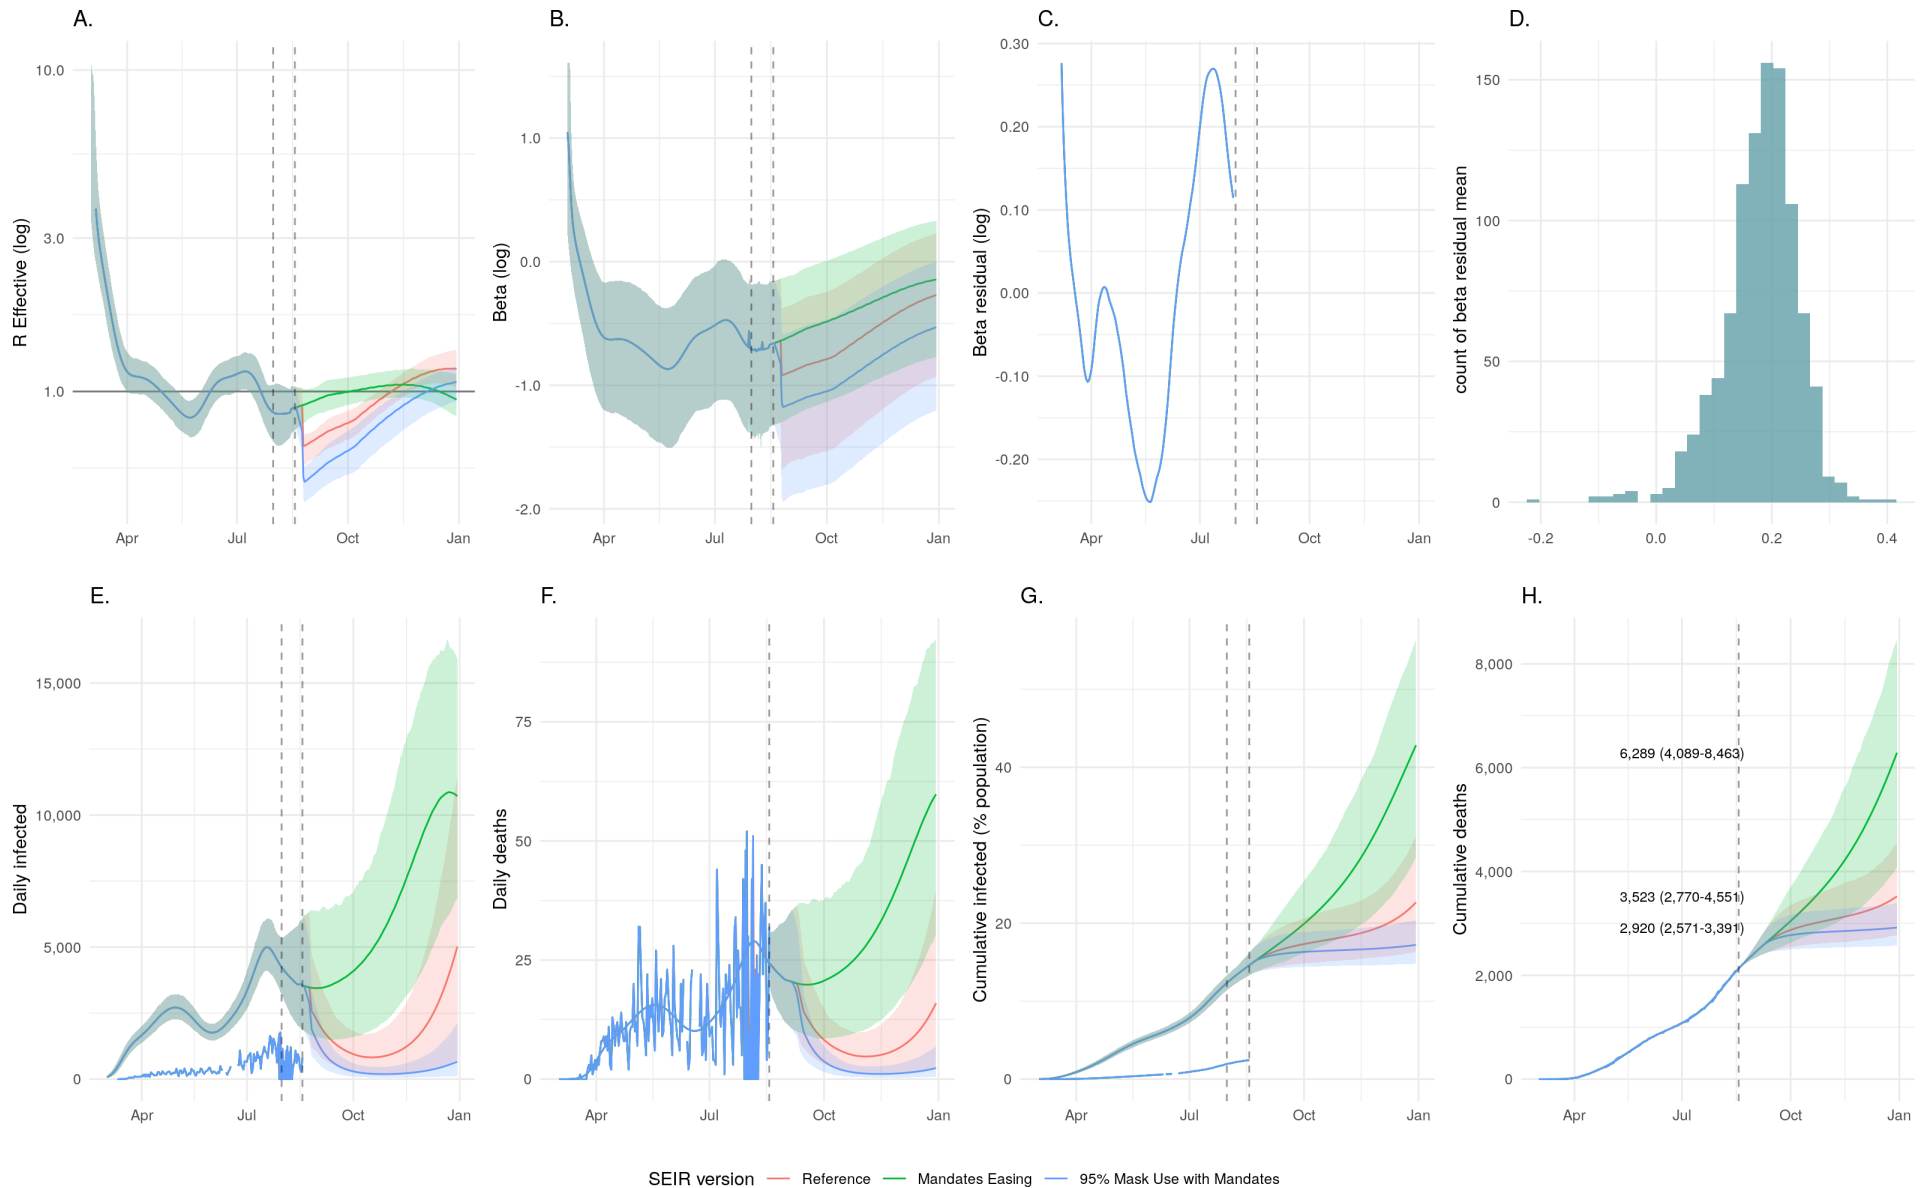 A.
B.
C.
D.
R Effective (log)
10.0
3.0
1.0
Apr
Jul
Oct
Jan
Beta (log)
1.0
0.0
-1.0
-2.0
Apr
Jul
Oct
Jan
Beta residual (log)
0.30
0.20
0.10
0.00
-0.10
-0.20
Apr
Jul
Oct
Jan
count of beta residual mean
150
100
50
0
-0.2
0.0
0.2
0.4
E.
F.
G.
H.
Daily infected
15,000
10,000
5,000
0
Apr
Jul
Oct
Jan
Daily deaths
75
50
25
0
Apr
Jul
Oct
Jan
Cumulative infected (% population)
40
20
0
Apr
Jul
Oct
Jan
Cumulative deaths
8,000
6,000
4,000
2,000
0
6,289 (4,089-8,463)
3,523 (2,770-4,551)
2,920 (2,571-3,391)
Apr
Jul
Oct
Jan
SEIR version Reference Mandates Easing 95% Mask Use with Mandates